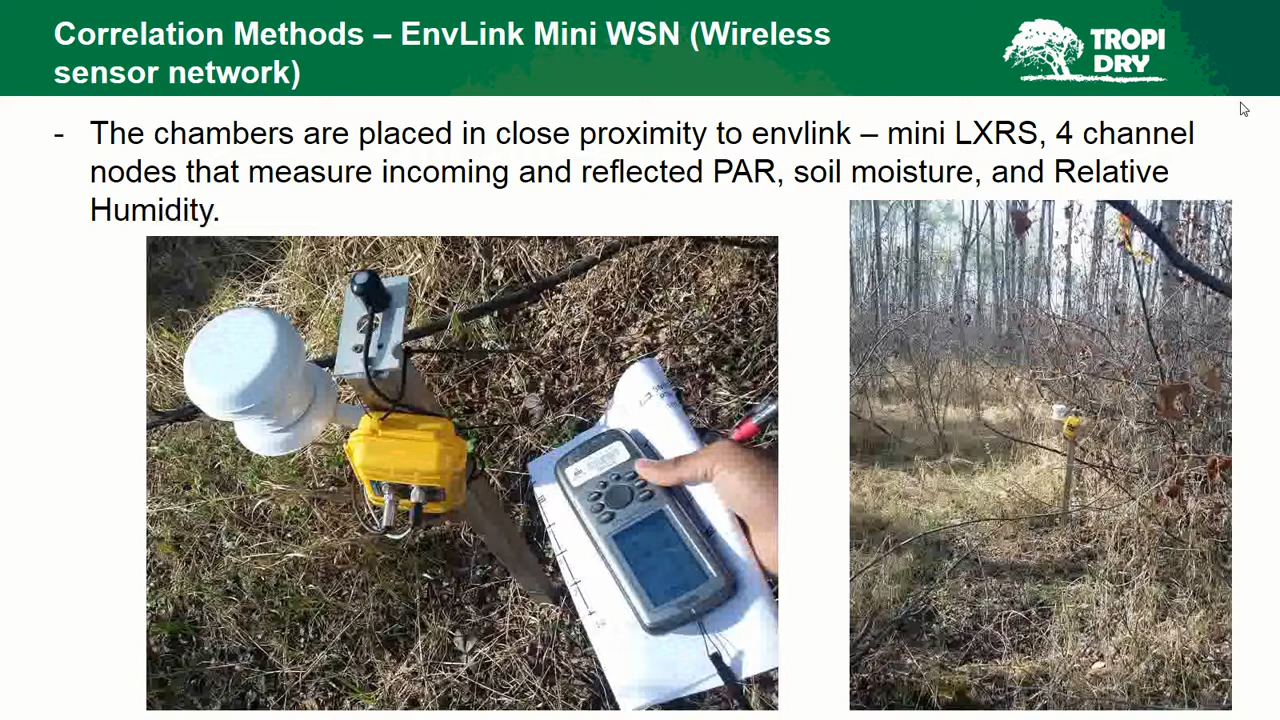 Correlation Methods – EnvLink Mini WSN (Wireless
sensor network)
TROPI
DRY
- The chambers are placed in close proximity to envlink – mini LXRS, 4 channel
nodes that measure incoming and reflected PAR, soil moisture, and Relative
Humidity.